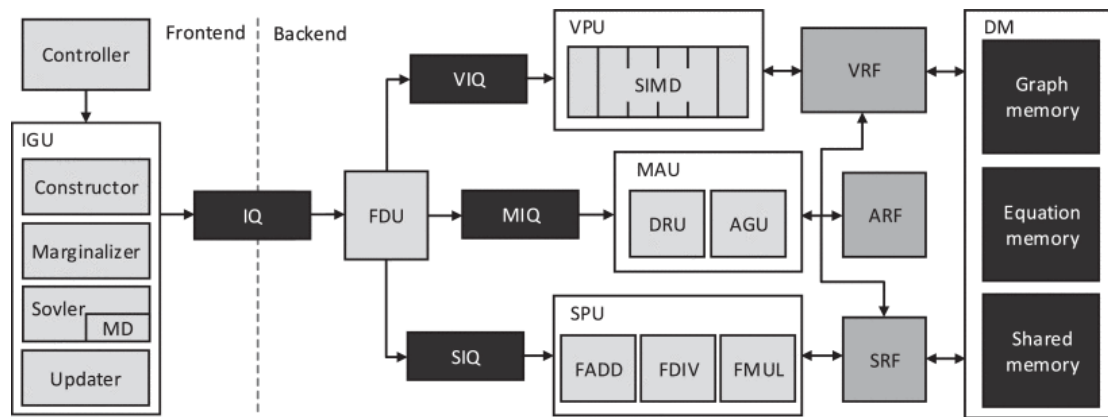 Controller
Frontend
Backend
IGU
Constructor
Marginalizer
Sovler
MD
Updater
IQ
FDU
VIQ
MIQ
SIQ
VPU
SIMD
MAU
DRU
AGU
SPU
FADD
FDIV
FMUL
VRF
ARF
SRF
DM
Graph
memory
Equation
memory
Shared
memory